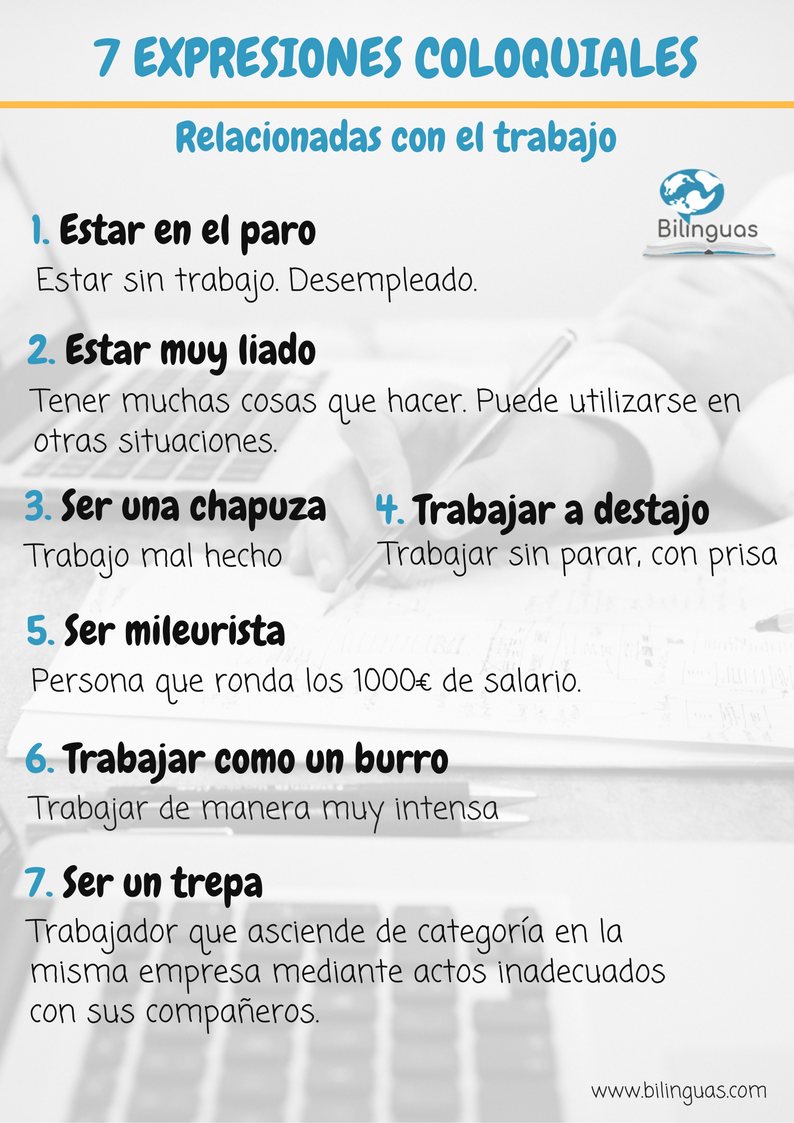 7 EXPRESIONES COLOQUIALES
Relacionadas con el trabajo
Bilinguas
1. Estar en el paro
Estar sin trabajo. Desempleado.
2. Estar muy liado
Tener muchas cosas que hacer. Puede utilizarse en
otras situaciones.
3. Ser una chapuza
Trabajo mal hecho
4. Trabajar a destajo
Trabajar sin parar, con prisa
5. Ser mileurista
Persona que ronda los 1000€ de salario.
6. Trabajar como un burro
Trabajar de manera muy intensa
7. Ser un trepa
Trabajador que asciende de categoría en la
misma empresa mediante actos inadecuados
con sus compañeros.
www.bilinguas.com